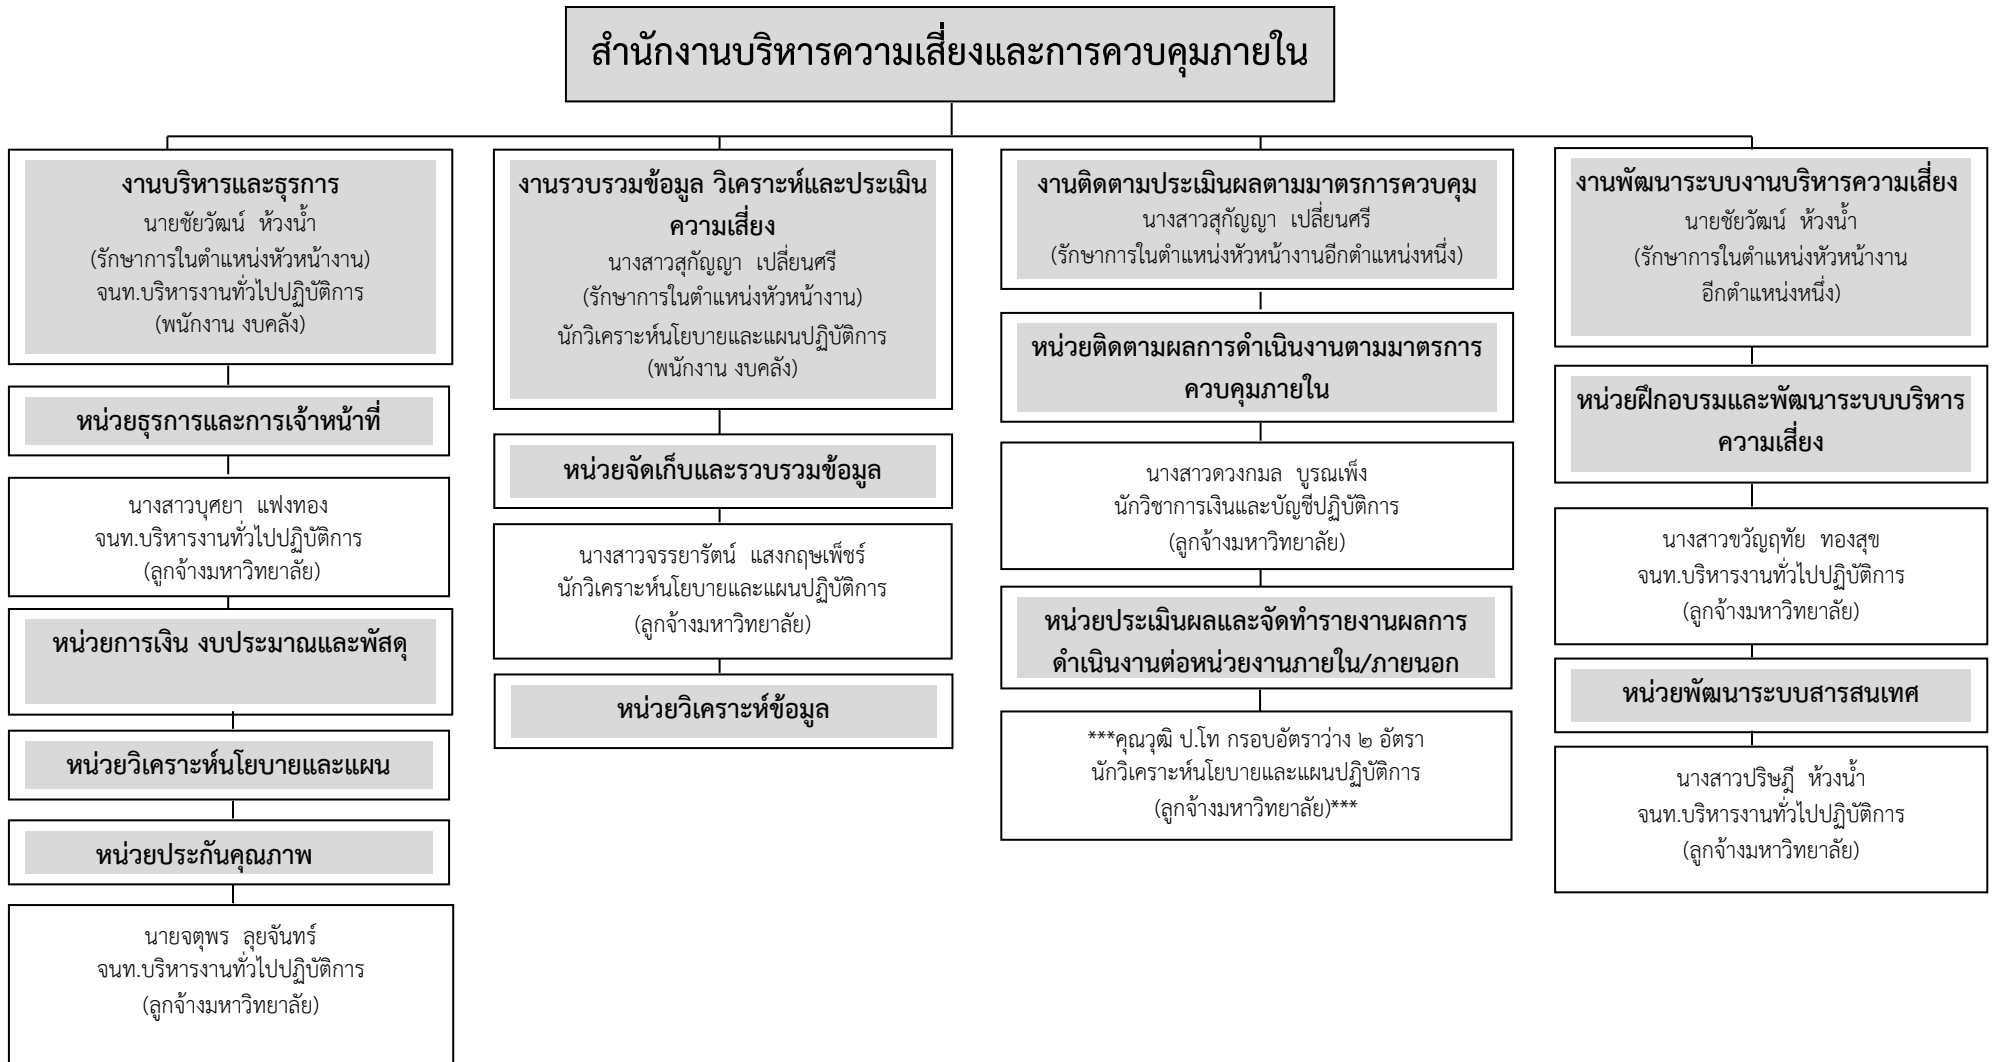 สำนักงานบริหารความเสี่ยงและการควบคุมภายใน
งานบริหารและธุรการ
นายชัยวัฒน์ ห้วงน้ำ
(รักษาการในตำแหน่งหัวหน้างาน)
จนท.บริหารงานทั่วไปปฏิบัติการ
(พนักงาน งบคลัง)
หน่วยธุรการและการเจ้าหน้าที่
นางสาวบุศยา แฟงทอง
จนท.บริหารงานทั่วไปปฏิบัติการ
(ลูกจ้างมหาวิทยาลัย)
หน่วยการเงิน งบประมาณและพัสดุ
หน่วยวิเคราะห์นโยบายและแผน
หน่วยประกันคุณภาพ
นายจตุพร ลุยจันทร์
จนท.บริหารงานทั่วไปปฏิบัติการ
(ลูกจ้างมหาวิทยาลัย)
งานรวบรวมข้อมูล วิเคราะห์และประเมิน
ความเสี่ยง
นางสาวสุกัญญา เปลี่ยนศรี
(รักษาการในตำแหน่งหัวหน้างาน)
นักวิเคราะห์นโยบายและแผนปฏิบัติการ
(พนักงาน งบคลัง)
หน่วยจัดเก็บและรวบรวมข้อมูล
นางสาวจรรยารัตน์ แสงกฤษเพ็ชร์
นักวิเคราะห์นโยบายและแผนปฏิบัติการ
(ลูกจ้างมหาวิทยาลัย)
หน่วยวิเคราะห์ข้อมูล
งานติดตามประเมินผลตามมาตรการควบคุม
นางสาวสุกัญญา เปลี่ยนศรี
(รักษาการในตำแหน่งหัวหน้างานอีกตำแหน่งหนึ่ง)
หน่วยติดตามผลการดำเนินงานตามมาตรการ
ควบคุมภายใน
นางสาวดวงกมล บูรณเพ็ง
นักวิชาการเงินและบัญชีปฏิบัติการ
(ลูกจ้างมหาวิทยาลัย)
หน่วยประเมินผลและจัดทำรายงานผลการ
ดำเนินงานต่อหน่วยงานภายใน/ภายนอก
***คุณวุฒิ ป.โท กรอบอัตราว่าง ๒ อัตรา
นักวิเคราะห์นโยบายและแผนปฏิบัติการ
(ลูกจ้างมหาวิทยาลัย)***
งานพัฒนาระบบงานบริหารความเสี่ยง
นายชัยวัฒน์ ห้วงน้ำ
(รักษาการในตำแหน่งหัวหน้างาน
อีกตำแหน่งหนึ่ง)
หน่วยฝึกอบรมและพัฒนาระบบบริหาร
ความเสี่ยง
นางสาวขวัญฤทัย ทองสุข
จนท.บริหารงานทั่วไปปฏิบัติการ
(ลูกจ้างมหาวิทยาลัย)
หน่วยพัฒนาระบบสารสนเทศ
นางสาวปริษฎี ห้วงน้ำ
จนท.บริหารงานทั่วไปปฏิบัติการ
(ลูกจ้างมหาวิทยาลัย)